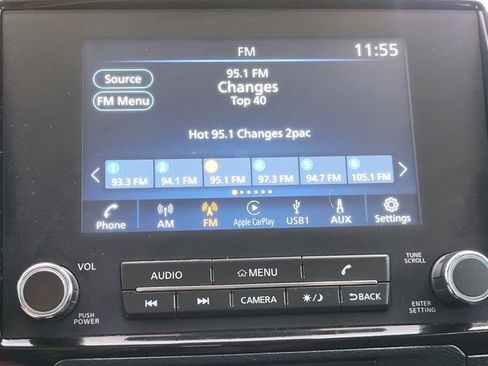 FM 11:55
Source
95.1 FM
Changes
FM Menu
Top 40
Hot 95.1 Changes 2pac
1 2 3 4 5 6
93.3 FM 94.1 FM 95.1 FM 97.3 FM 94.7 FM 105.1 FM
Phone AM FM Apple CarPlay USB1 AUX Settings
VOL
AUDIO MENU
TUNE
SCROLL
CAMERA BACK
PUSH
POWER
ENTER
SETTING